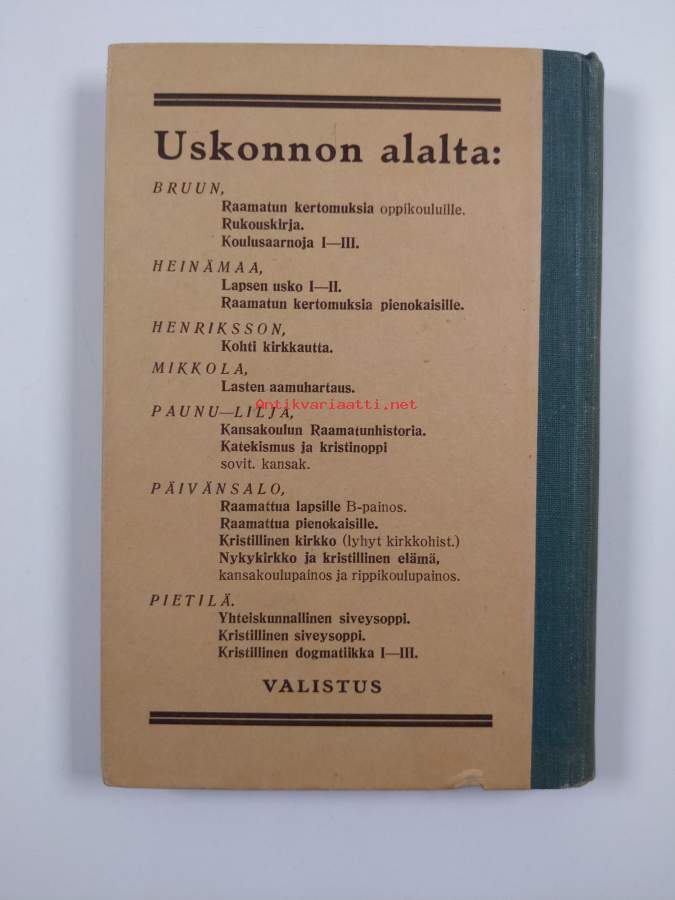 Uskonnon alalta:
BRUUN,
Raamatun kertomuksia oppikouluille.
Rukouskirja.
Koulusaarnoja I—III.
HEINÄMAA,
Lapsen usko I—II.
Raamatun kertomuksia pienokaisille.
HENRIKSSON,
Kohti kirkkautta.
MIKKOLA,
Lasten aamuhartaus.
Antikvariaatti.net
PAUNU—LILJA,
Kansakoulun Raamatunhistoria.
Katekismus ja kristinoppi
sovit. kansak.
PÄIVÄNSALO,
Raamattua lapsille B-painos.
Raamattua pienokaisille.
Kristillinen kirkko (lyhyt kirkkohist.)
Nykykirkko ja kristillinen elämä,
kansakoulupainos ja rippikoulupainos.
PIETILÄ.
Yhteiskunnallinen siveysoppi.
Kristillinen siveysoppi.
Kristillinen dogmatiikka I—III.
VALISTUS